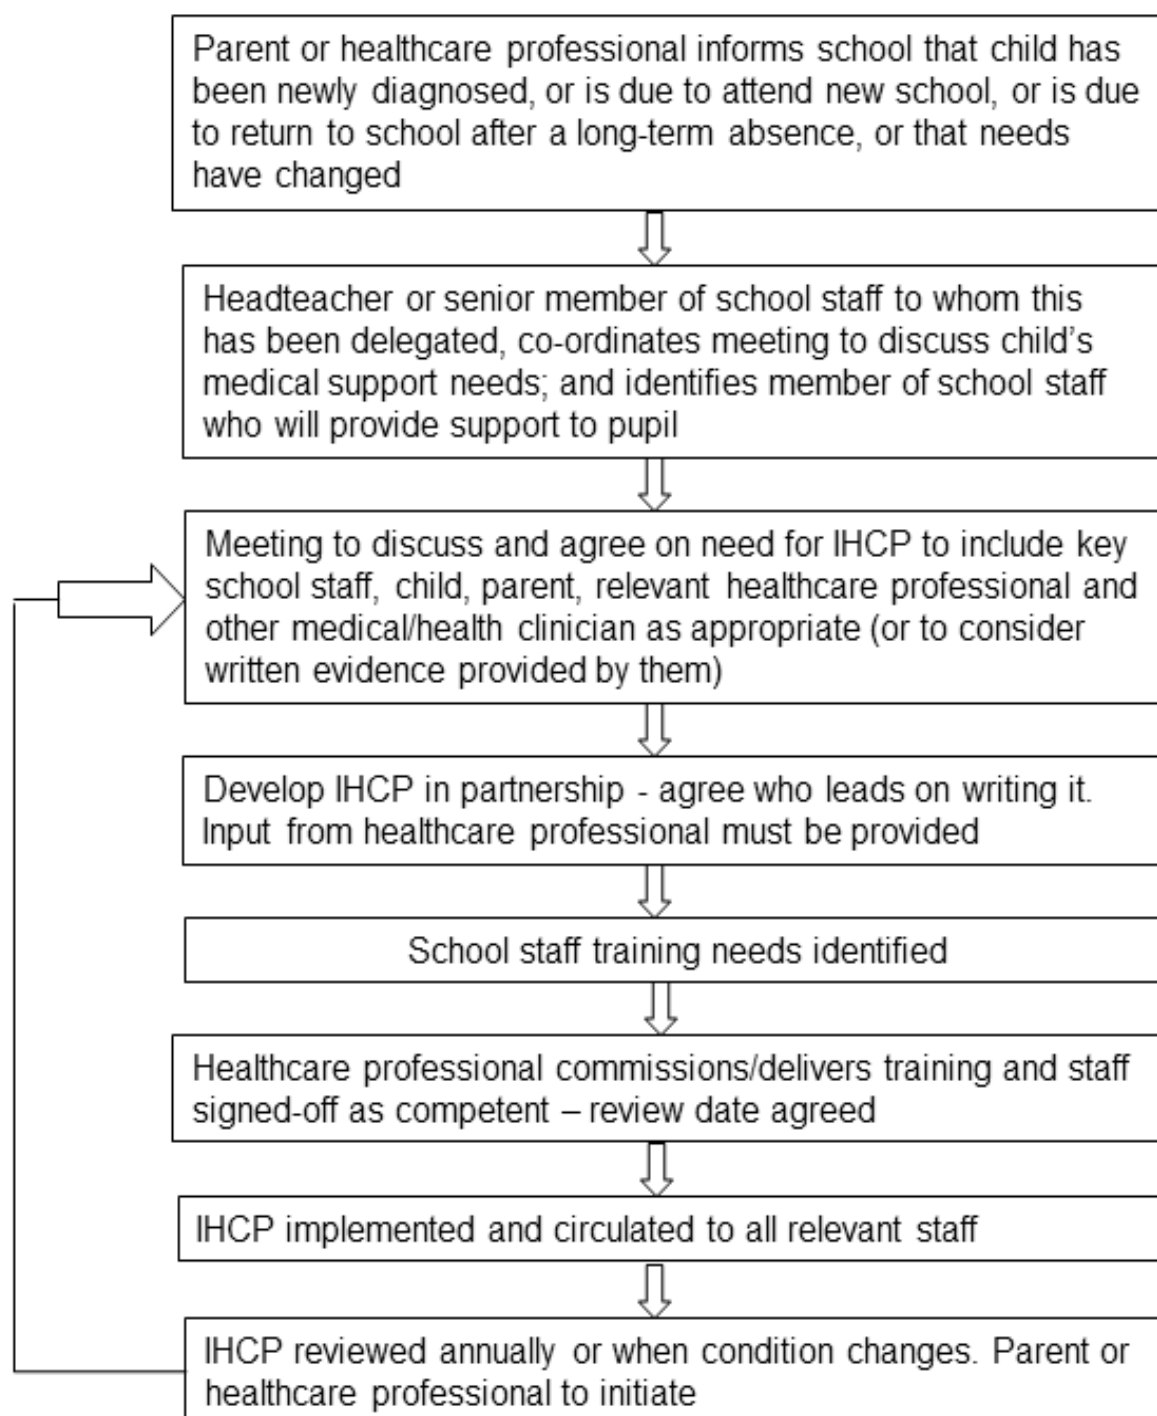 Parent or healthcare professional informs school that child has
been newly diagnosed, or is due to attend new school, or is due
to return to school after a long-term absence, or that needs
have changed
Headteacher or senior member of school staff to whom this
has been delegated, co-ordinates meeting to discuss child's
medical support needs; and identifies member of school staff
who will provide support to pupil
Meeting to discuss and agree on need for IHCP to include key
school staff, child, parent, relevant healthcare professional and
other medical/health clinician as appropriate (or to consider
written evidence provided by them)
Develop IHCP in partnership - agree who leads on writing it.
Input from healthcare professional must be provided
School staff training needs identified
Healthcare professional commissions/delivers training and staff
signed-off as competent – review date agreed
IHCP implemented and circulated to all relevant staff
IHCP reviewed annually or when condition changes. Parent or
healthcare professional to initiate